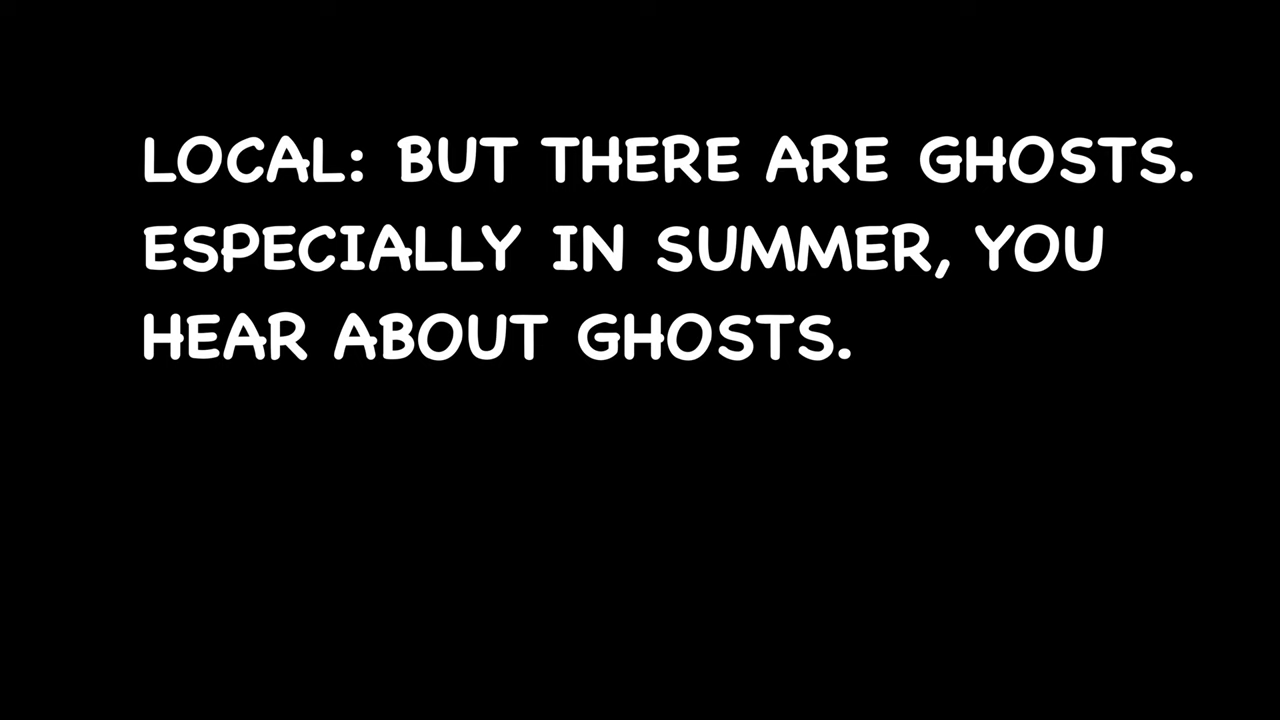 LOCAL: BUT THERE ARE GHOSTS.
ESPECIALLY IN SUMMER, YOU
HEAR ABOUT GHOSTS.